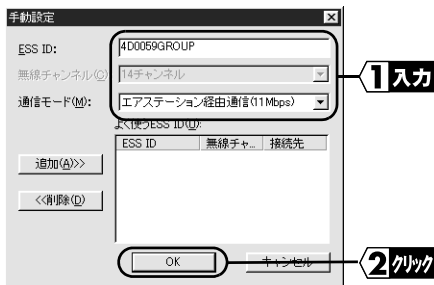 手動設定
ESS ID:
4D0059GROUP
無線チャンネル(C)
14チャンネル
1 入力
通信モード(M):
エアステーション経由通信(11Mbps)
よく使うESS ID(U):
ESS ID 無線チャ... 接続先
追加(A)>>
<<削除(D)
OK
キャンセル
2 クリック